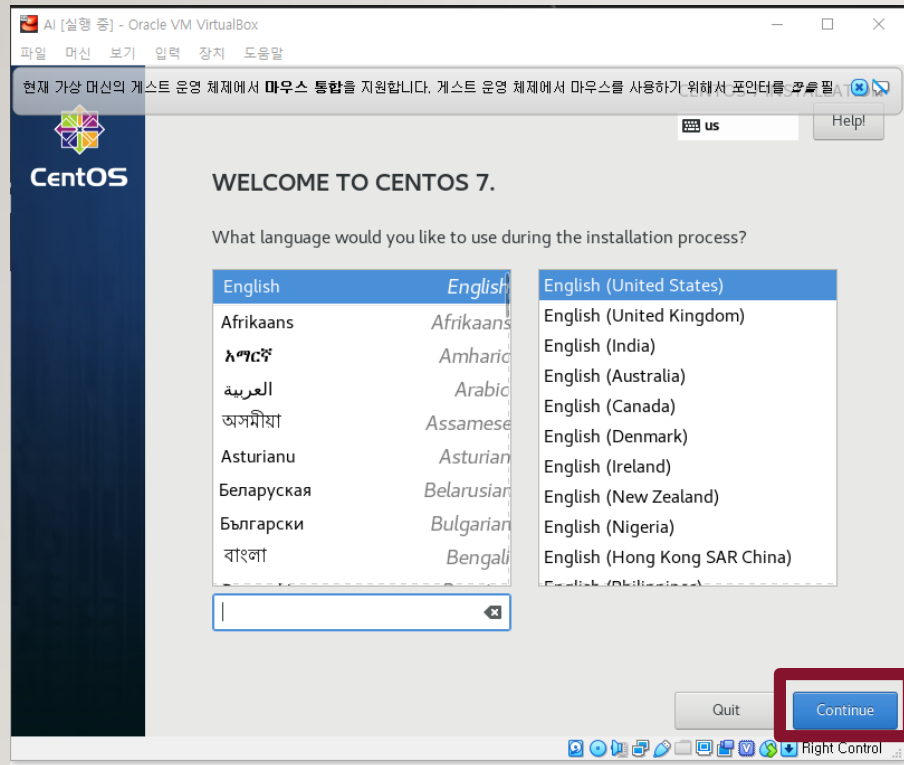 AI [실행 중] - Oracle VM VirtualBox
파일 머신 보기 입력 장치 도움말
현재 가상 머신의 게스트 운영 체제에서 마우스 통합을 지원합니다. 게스트 운영 체제에서 마우스를 사용하기 위해서 포인터를 필
us
Help!
CentOS
WELCOME TO CENTOS 7.
What language would you like to use during the installation process?
English English
Afrikaans Afrikaans
አማርኛ Amharic
العربية Arabic
অসমীয়া Assamese
Asturianu Asturian
Беларуская Belarusian
Български Bulgarian
বাংলা Bengali
English (United States)
English (United Kingdom)
English (India)
English (Australia)
English (Canada)
English (Denmark)
English (Ireland)
English (New Zealand)
English (Nigeria)
English (Hong Kong SAR China)
English (Philippines)
Quit
Continue
Right Control